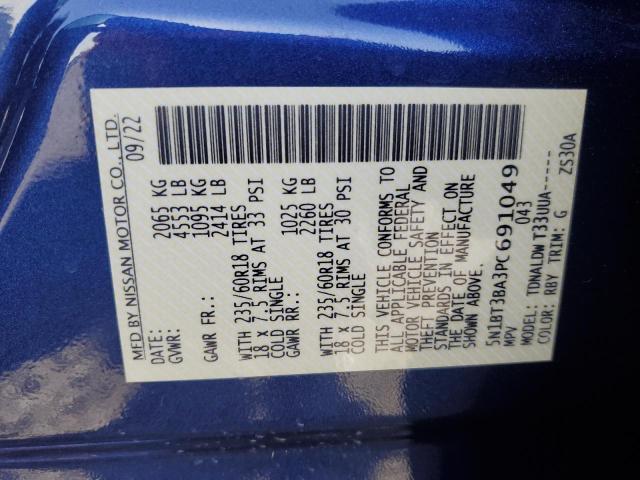 MFD BY NISSAN MOTOR CO., LTD.
DATE: 09/22
GVWR: 2065 KG
4553 LB
GAWR FR.: 1095 KG
2414 LB
WITH 235/60R18 TIRES
18 x 7.5 RIMS AT 33 PSI
COLD SINGLE
GAWR RR.: 1025 KG
2260 LB
WITH 235/60R18 TIRES
18 x 7.5 RIMS AT 30 PSI
COLD SINGLE
THIS VEHICLE CONFORMS TO
ALL APPLICABLE FEDERAL
MOTOR VEHICLE SAFETY AND
THEFT PREVENTION
STANDARDS IN EFFECT ON
THE DATE OF MANUFACTURE
SHOWN ABOVE.
5N1BT3BA3PC691049
MPV 043
MODEL: TDNALDW T33UUA-----
COLOR: RBY TRIM: G ZS30A